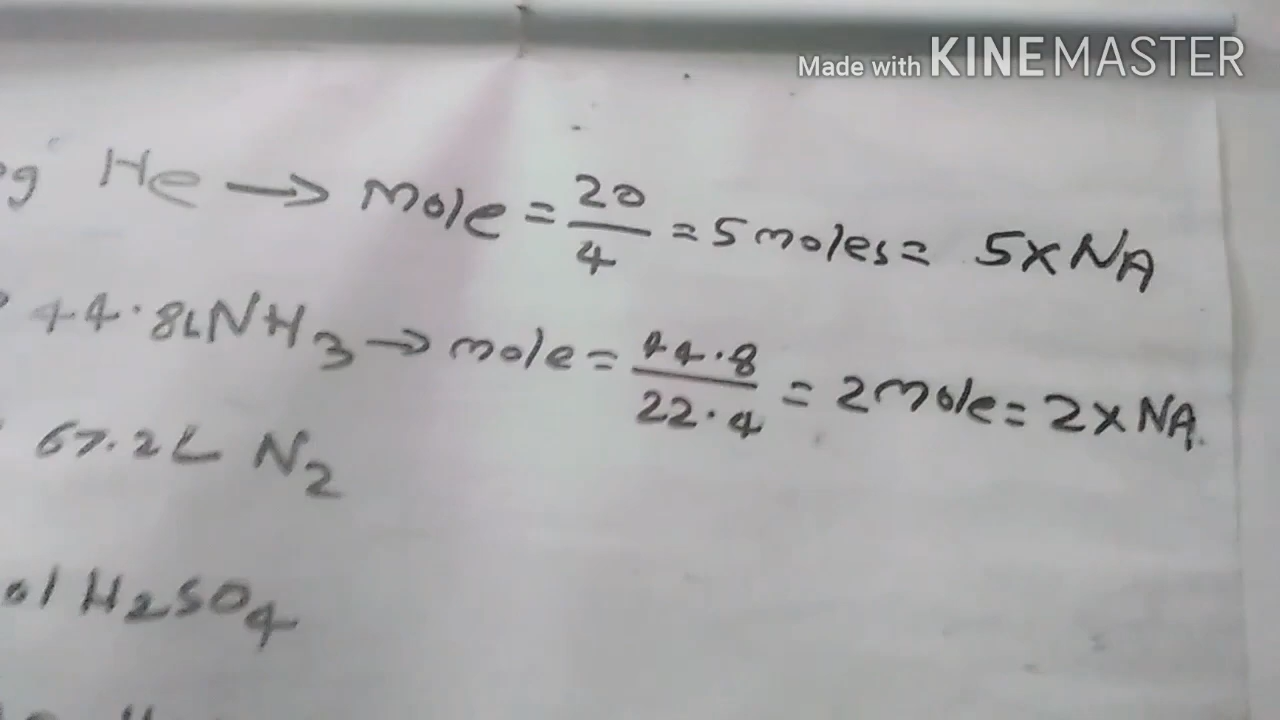 Made with KINEMASTER
g He → mole = 20/4 = 5 moles = 5 x NA
44.8L NH3 → mole = 44.8/22.4 = 2 mole = 2 x NA.
67.2L N2
ol H2SO4